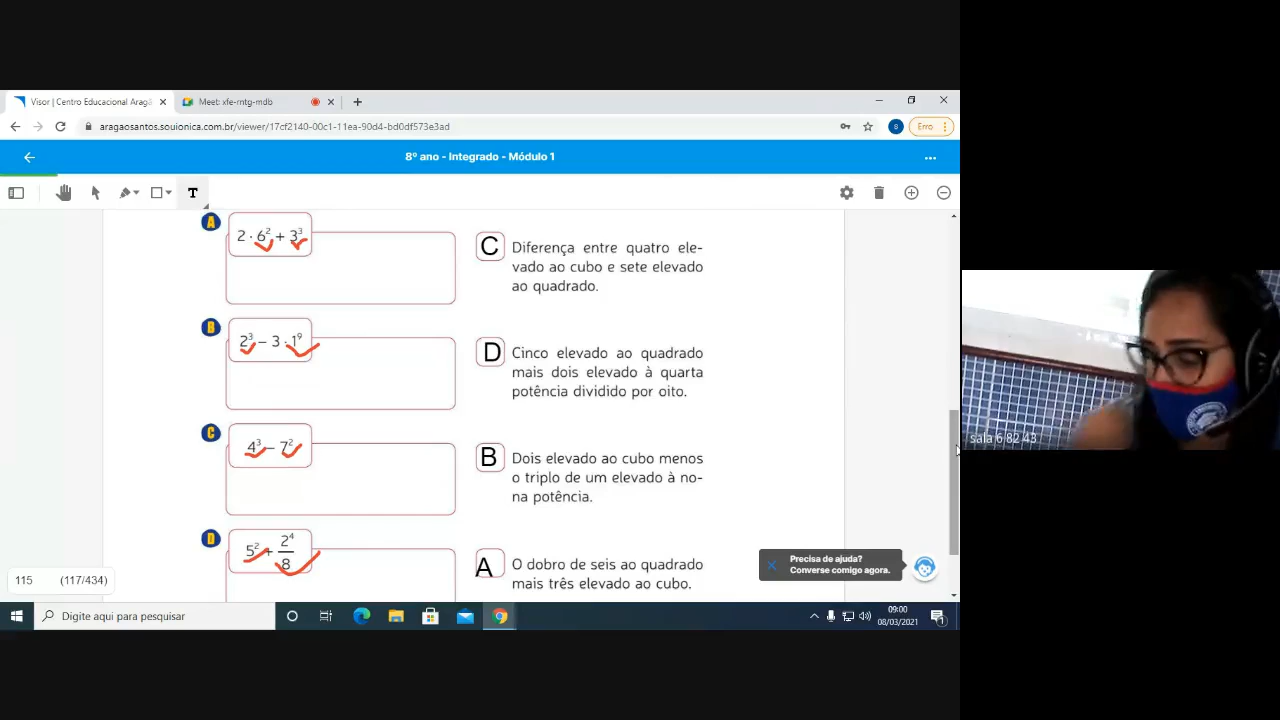 Visor | Centro Educacional Aragã
Meet: xfe-rntg-mdb
aragaosantos.souionica.com.br/viewer/17cf2140-00c1-11ea-90d4-bd0df573e3ad
Erro
8º ano - Integrado - Módulo 1
T
A
2 · 6² + 3³
C
Diferença entre quatro ele-
vado ao cubo e sete elevado
ao quadrado.
B
2³ – 3 · 1⁹
D
Cinco elevado ao quadrado
mais dois elevado à quarta
potência dividido por oito.
C
4³ – 7²
B
Dois elevado ao cubo menos
o triplo de um elevado à no-
na potência.
D
5² + 2⁴/8
A
O dobro de seis ao quadrado
mais três elevado ao cubo.
Precisa de ajuda?
Converse comigo agora.
115 (117/434)
Digite aqui para pesquisar
09:00
08/03/2021
sala 6 82 43